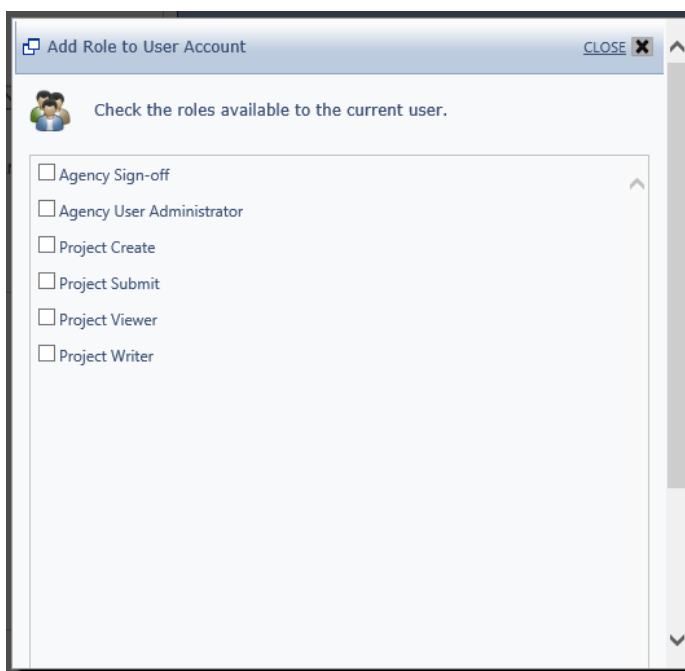 Add Role to User Account CLOSE
Check the roles available to the current user.
Agency Sign-off
Agency User Administrator
Project Create
Project Submit
Project Viewer
Project Writer